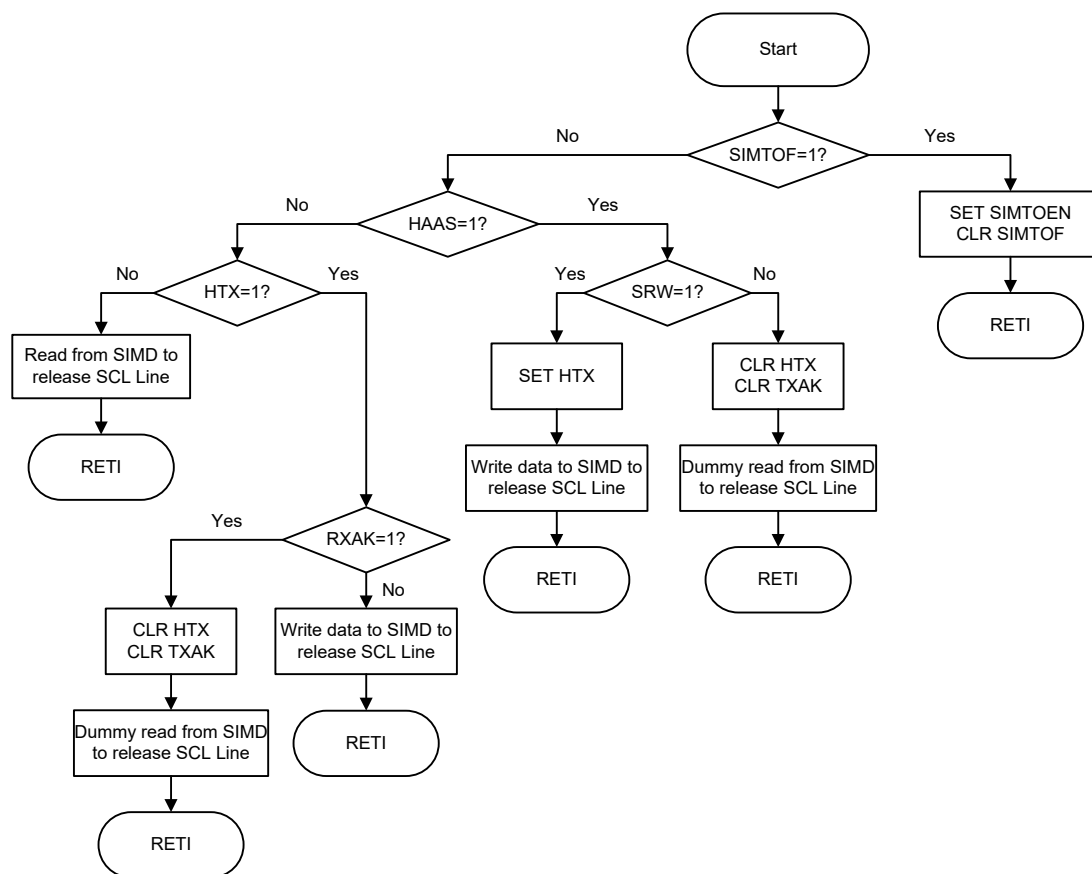 Start
No
SIMTOF=1?
Yes
No
HAAS=1?
Yes
SET SIMTOEN
CLR SIMTOF
No
HTX=1?
Yes
Yes
SRW=1?
No
RETI
Read from SIMD to
release SCL Line
SET HTX
CLR HTX
CLR TXAK
RETI
Write data to SIMD to
release SCL Line
Dummy read from SIMD
to release SCL Line
Yes
RXAK=1?
RETI
RETI
No
CLR HTX
CLR TXAK
Write data to SIMD to
release SCL Line
Dummy read from SIMD
to release SCL Line
RETI
RETI